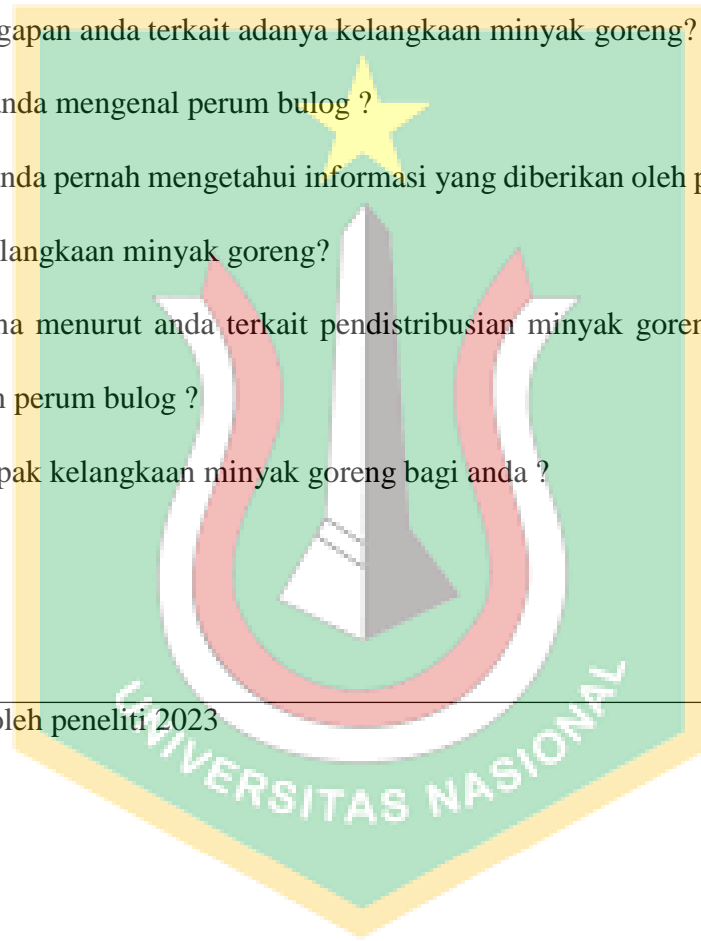 gapan anda terkait adanya kelangkaan minyak goreng?
nda mengenal perum bulog ?
nda pernah mengetahui informasi yang diberikan oleh p
langkaan minyak goreng?
na menurut anda terkait pendistribusian minyak goren
n perum bulog ?
pak kelangkaan minyak goreng bagi anda ?
oleh peneliti 2023
UNIVERSITAS NASIONAL